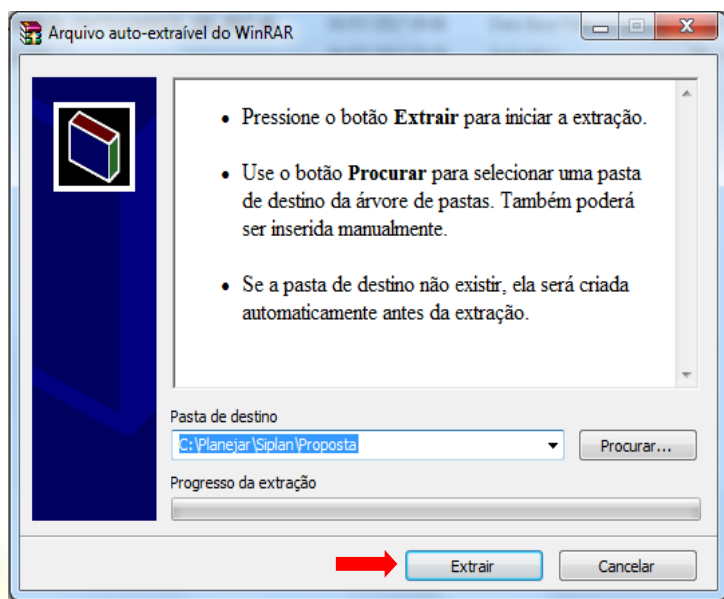 Arquivo auto-extraível do WinRAR
• Pressione o botão Extrair para iniciar a extração.
• Use o botão Procurar para selecionar uma pasta
de destino da árvore de pastas. Também poderá
ser inserida manualmente.
• Se a pasta de destino não existir, ela será criada
automaticamente antes da extração.
Pasta de destino
C:\Planejar\Siplan\Proposta
Procurar...
Progresso da extração
Extrair
Cancelar